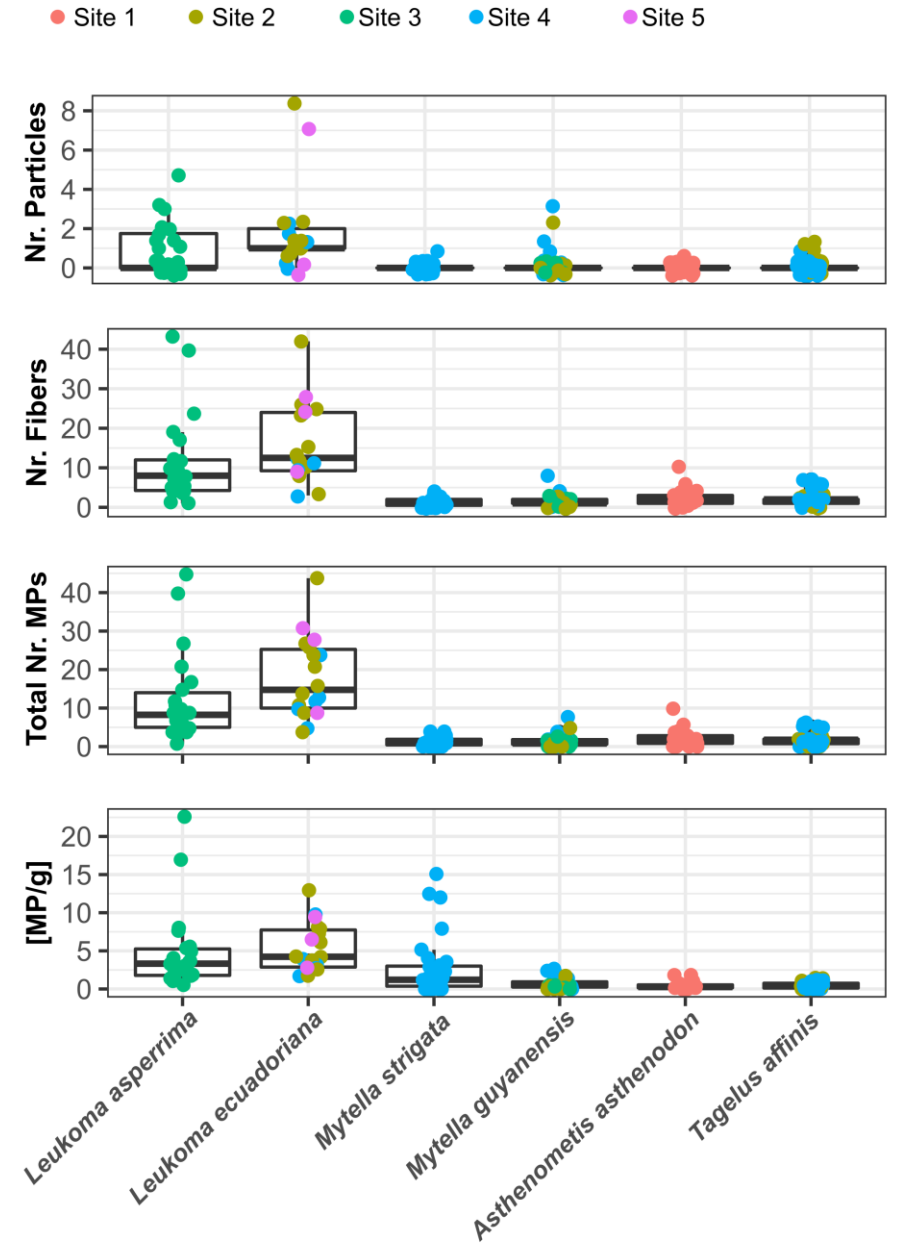 Site 1 Site 2 Site 3 Site 4 Site 5
Nr. Particles
8
6
4
2
0
Nr. Fibers
40
30
20
10
0
Total Nr. MPs
40
30
20
10
0
[MP/g]
20
15
10
5
0
Leukoma asperrima
Leukoma ecuadoriana
Mytella strigata
Mytella guyanensis
Asthenometis asthenodon
Tagelus affinis